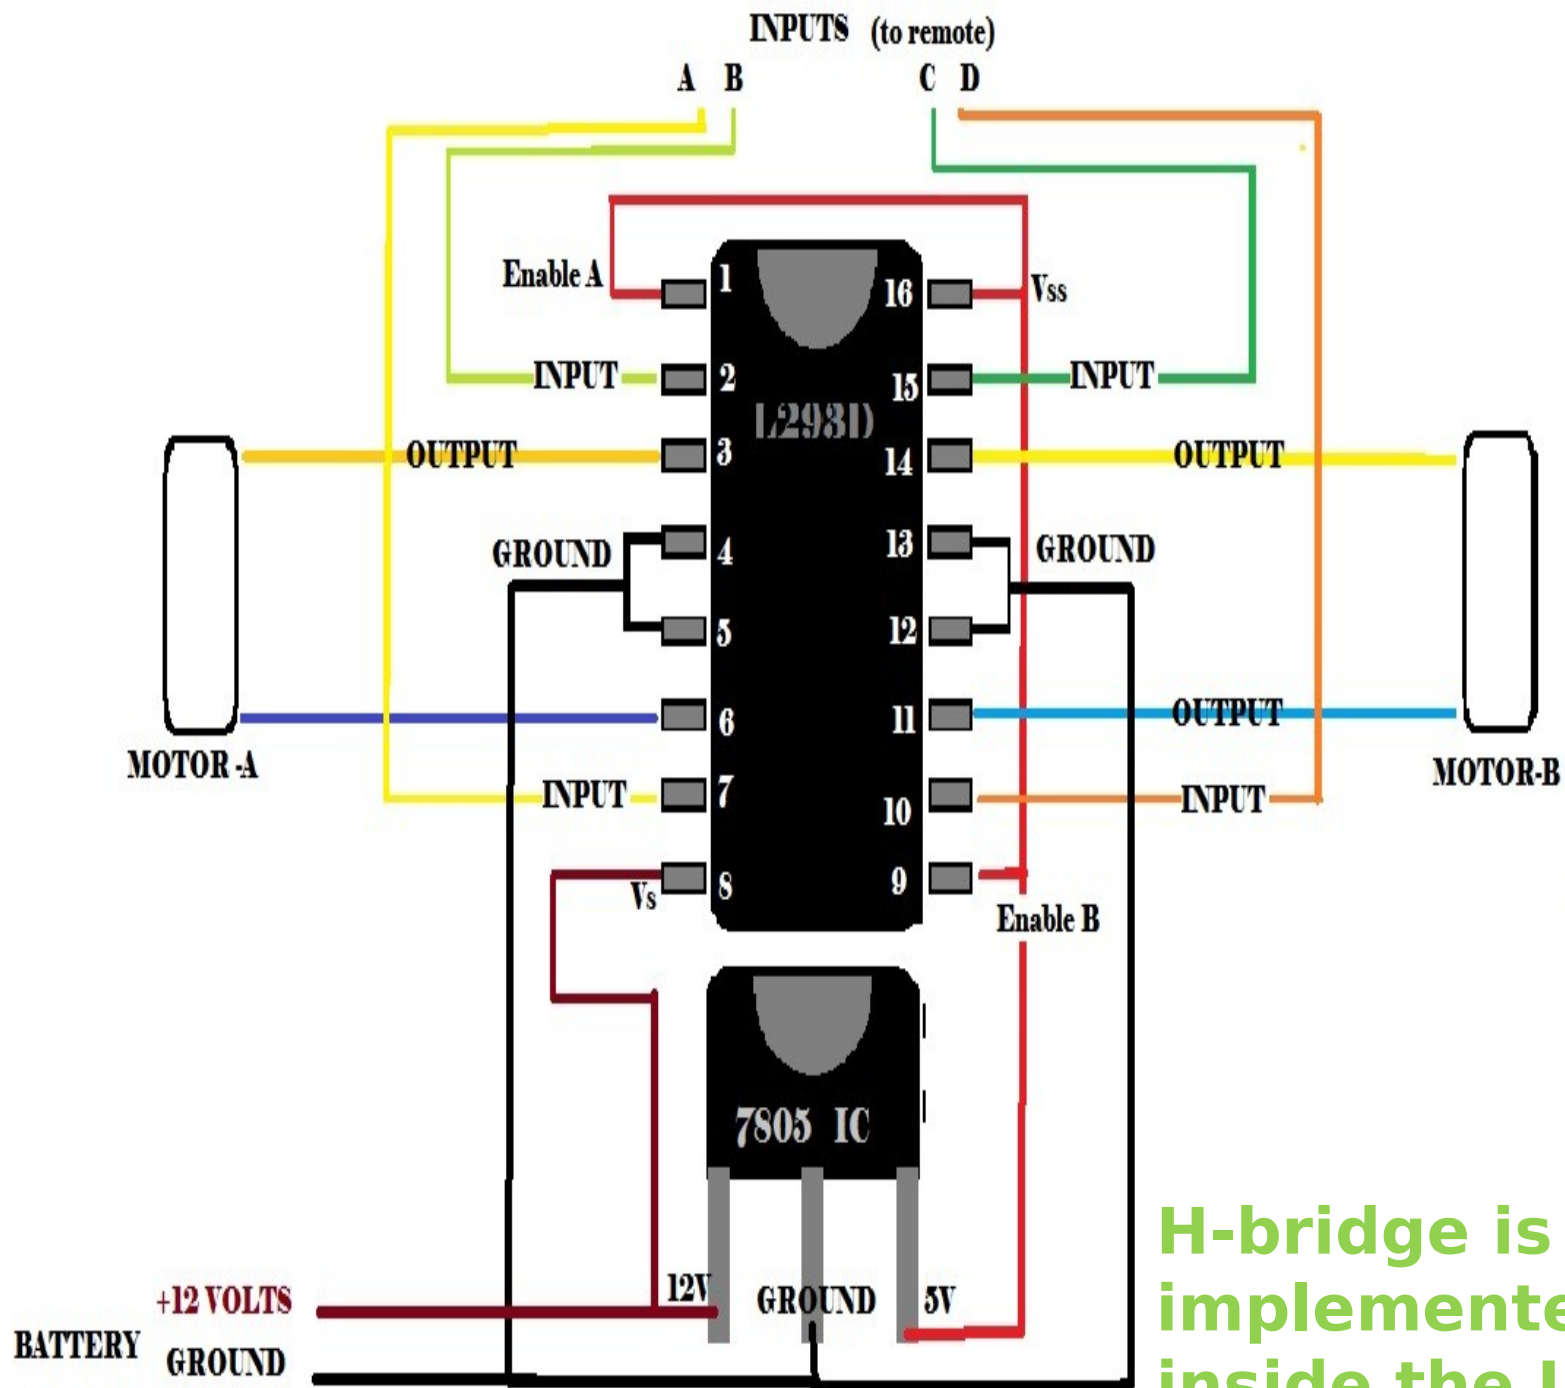 INPUTS (to remote)
A B C D
Enable A
1 16
Vss
INPUT 2 15 INPUT
L293D
OUTPUT 3 14 OUTPUT
GROUND 4 13 GROUND
5 12
6 11 OUTPUT
MOTOR -A
MOTOR-B
INPUT 7 10 INPUT
Vs 8 9
Enable B
7805 IC
+12 VOLTS
12V GROUND 5V
BATTERY
GROUND
H-bridge is
inside the